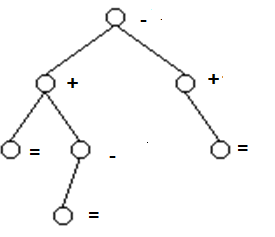 -
+ +
= - =
=